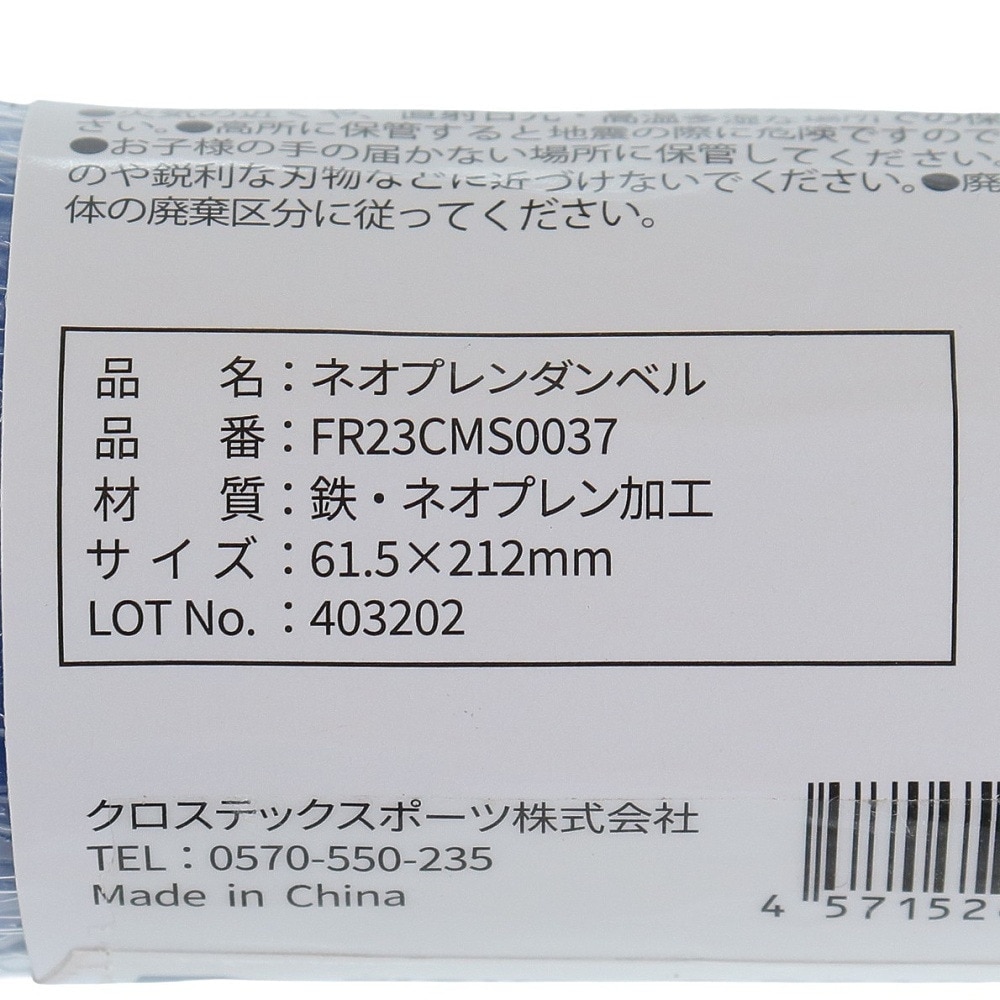 さい。●高所に保管すると地震の際に危険ですので
●お子様の手の届かない場所に保管してください。
のや鋭利な刃物などに近づけないでください。●廃
体の廃棄区分に従ってください。
品 名：ネオプレンダンベル
品 番：FR23CMS0037
材 質：鉄・ネオプレン加工
サイズ：61.5×212mm
LOT No.：403202
クロステックスポーツ株式会社
TEL：0570-550-235
Made in China
4 57152